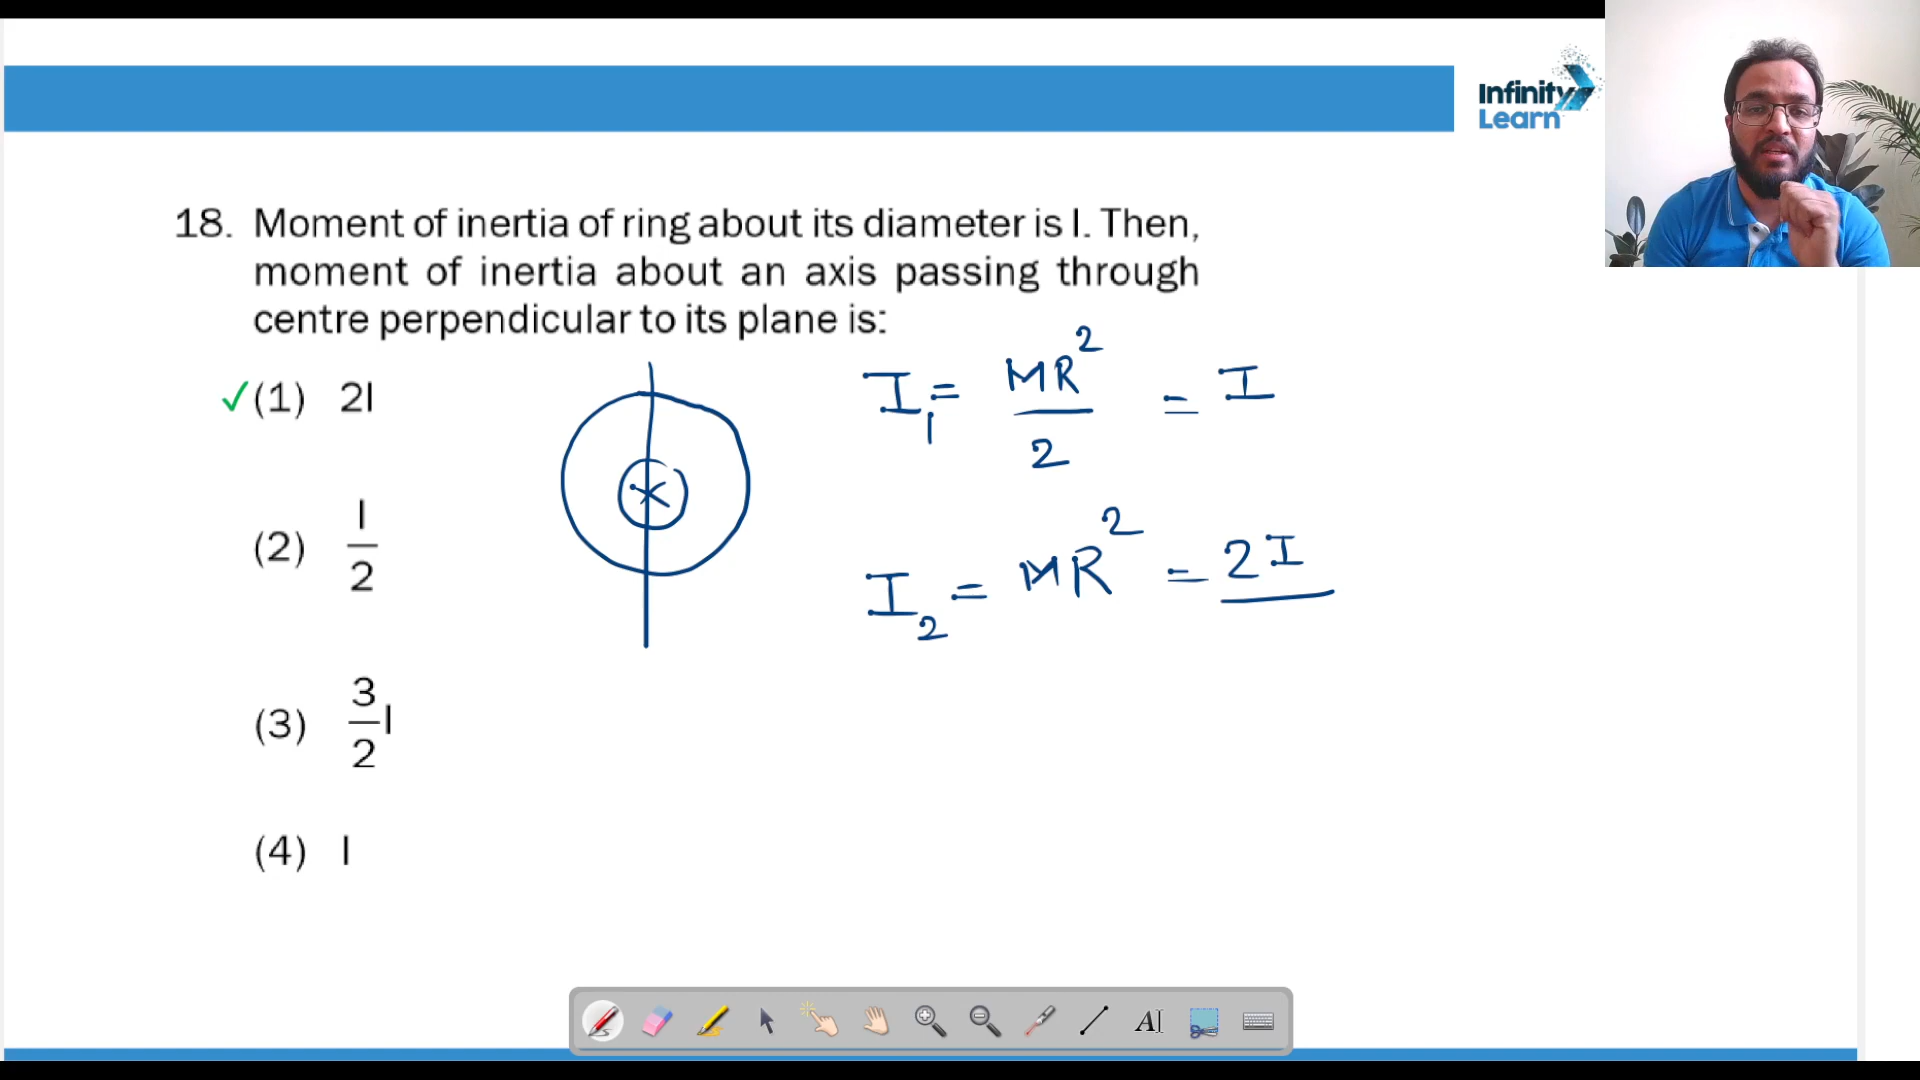 Infinity
Learn
18. Moment of inertia of ring about its diameter is I. Then,
moment of inertia about an axis passing through
centre perpendicular to its plane is:
✓(1) 2I
(2) I/2
(3) 3/2 I
(4) I
I₁ = MR²/2 = I
I₂ = MR² = 2I
AI